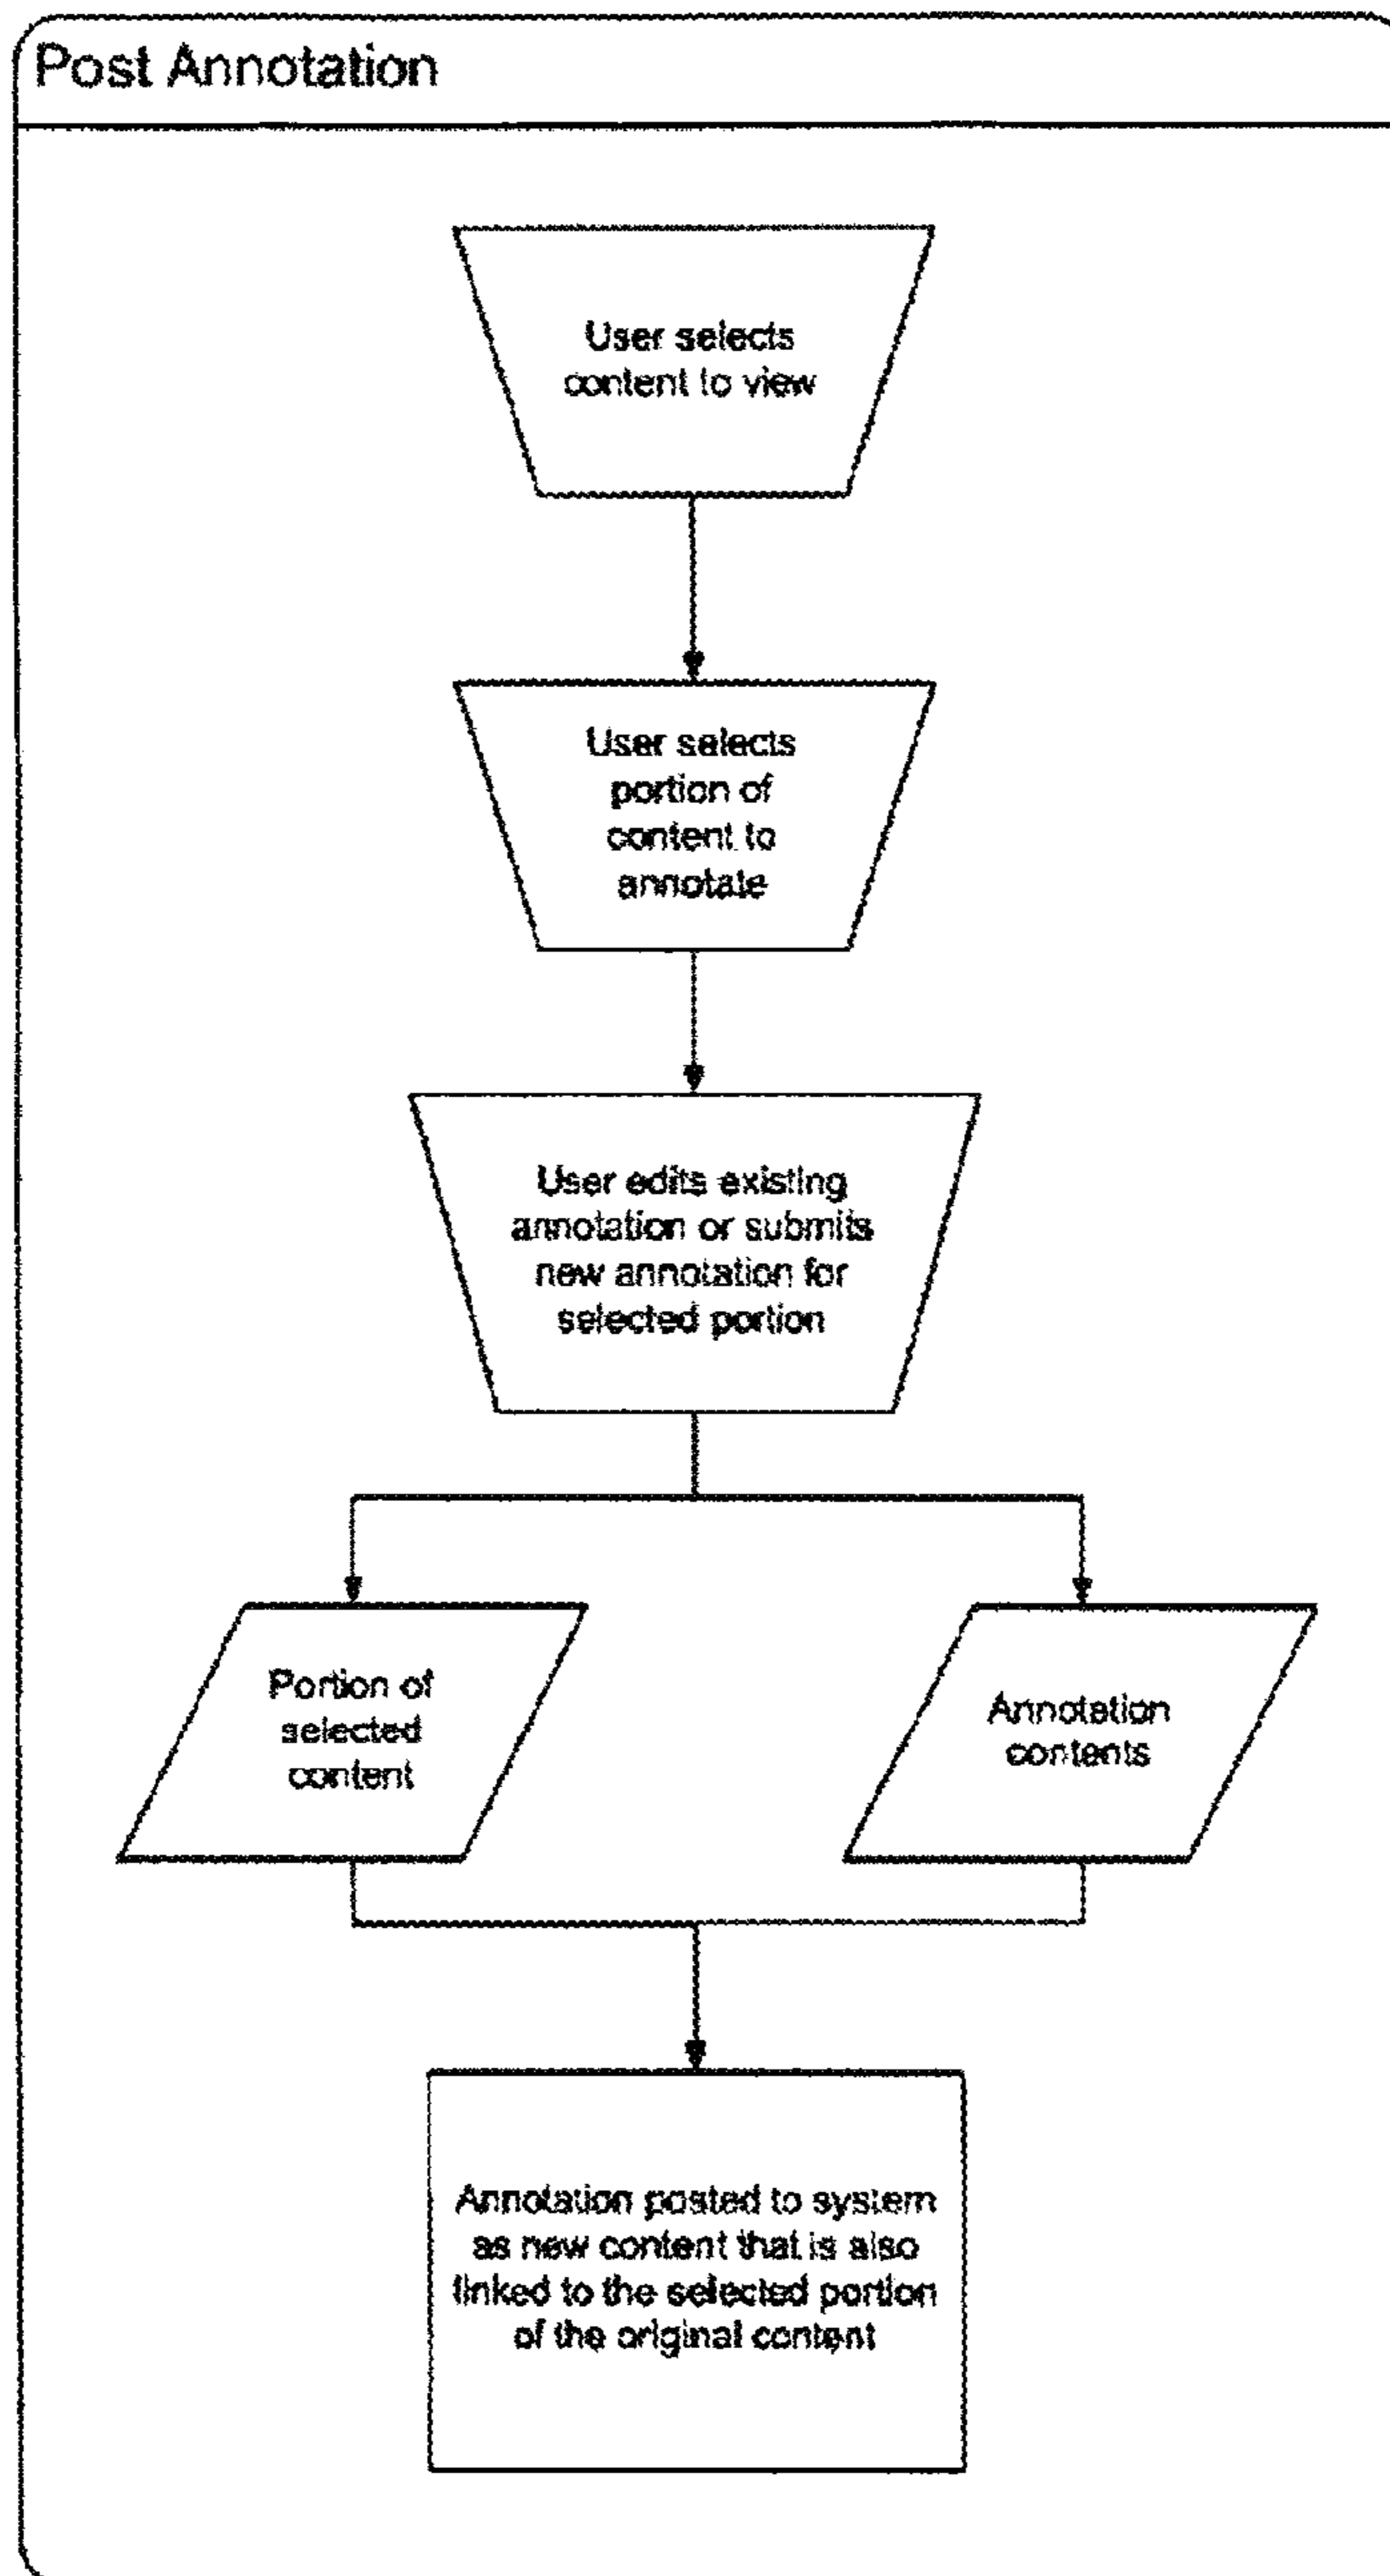 Post Annotation
User selects
content to view
User selects
portion of
content to
annotate
User edits existing
annotation or submits
new annotation for
selected portion
Portion of
selected
content
Annotation
contents
Annotation posted to system
as new content that is also
linked to the selected portion
of the original content